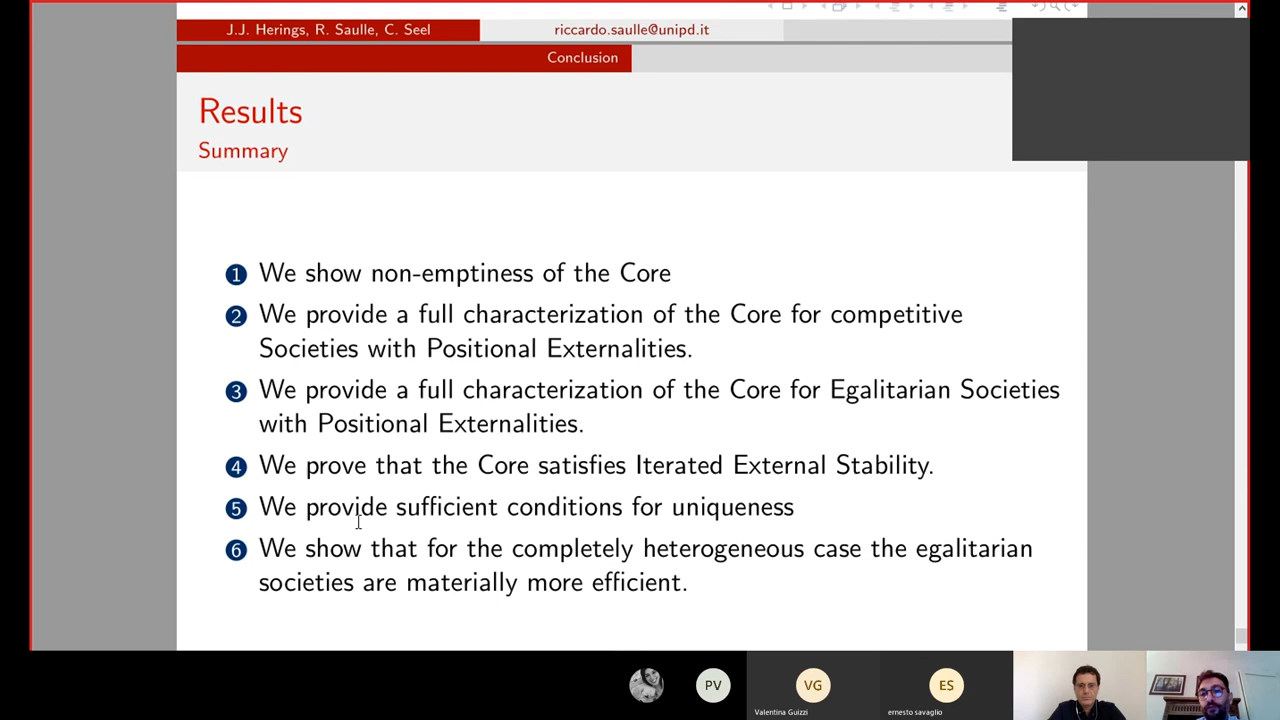 J.J. Herings, R. Saulle, C. Seel
riccardo.saulle@unipd.it
Conclusion
Results
Summary
1 We show non-emptiness of the Core
2 We provide a full characterization of the Core for competitive
Societies with Positional Externalities.
3 We provide a full characterization of the Core for Egalitarian Societies
with Positional Externalities.
4 We prove that the Core satisfies Iterated External Stability.
5 We provide sufficient conditions for uniqueness
6 We show that for the completely heterogeneous case the egalitarian
societies are materially more efficient.
PV
VG
ES
Valentina Guizzi
ernesto savaglio